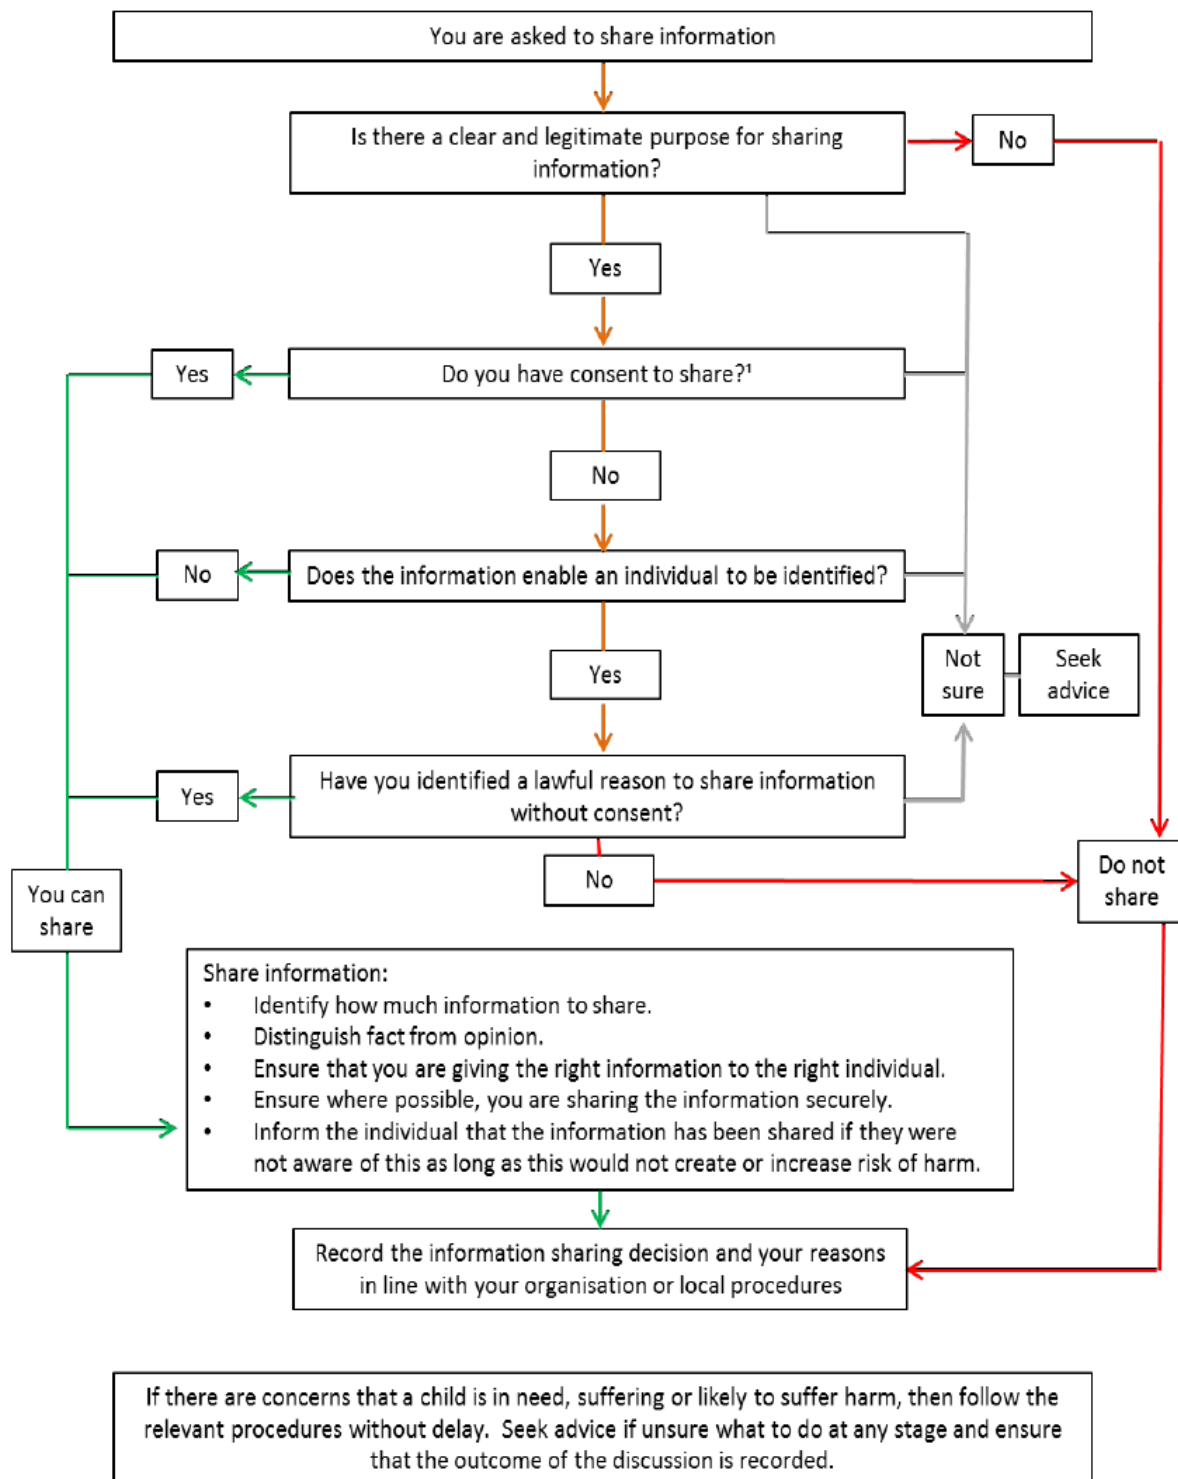 You are asked to share information
Is there a clear and legitimate purpose for sharing
information?
No
Yes
Do you have consent to share?¹
Yes
No
Does the information enable an individual to be identified?
No
Yes
Not
sure
Seek
advice
Have you identified a lawful reason to share information
without consent?
Yes
No
You can
share
Do not
share
Share information:
• Identify how much information to share.
• Distinguish fact from opinion.
• Ensure that you are giving the right information to the right individual.
• Ensure where possible, you are sharing the information securely.
• Inform the individual that the information has been shared if they were
not aware of this as long as this would not create or increase risk of harm.
Record the information sharing decision and your reasons
in line with your organisation or local procedures
If there are concerns that a child is in need, suffering or likely to suffer harm, then follow the
relevant procedures without delay. Seek advice if unsure what to do at any stage and ensure
that the outcome of the discussion is recorded.